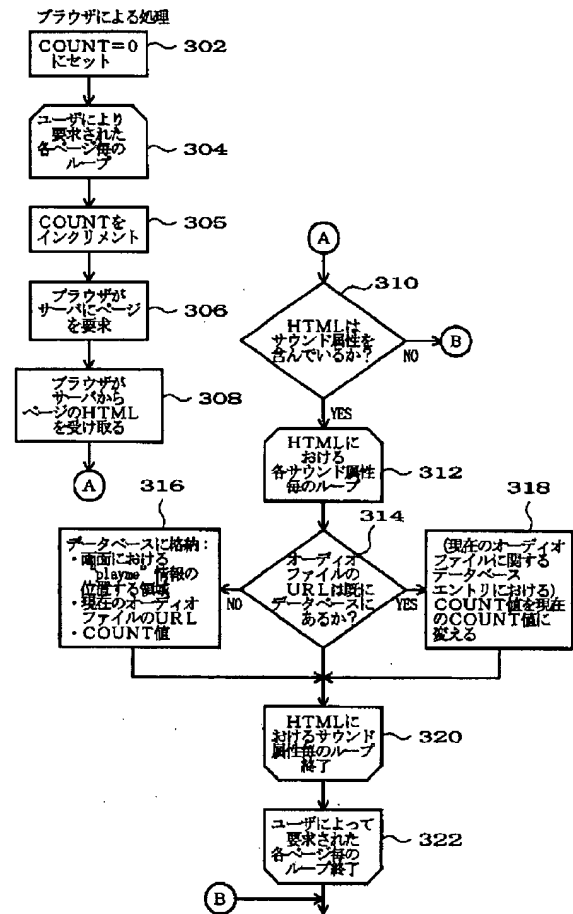 ブラウザによる処理
COUNT=0
にセット
302
ユーザにより
要求された
各ページ毎の
ループ
304
COUNTを
インクリメント
305
ブラウザが
サーバにページ
を要求
306
ブラウザが
サーバから
ページのHTML
を受け取る
308
A
A
310
HTMLは
サウンド属性を
含んでいるか?
NO
B
YES
HTMLに
おける
各サウンド属性
毎のループ
312
316
データベースに格納:
・画面における
"playme" 情報の
位置する領域
・現在のオーディオ
ファイルのURL
・COUNT値
314
オーディオ
ファイルの
URLは既に
データベースに
あるか?
NO
YES
318
(現在のオーディオ
ファイルに関する
データベース
エントリにおける)
COUNT値を現在
のCOUNT値に
変える
HTMLに
おけるサウンド
属性毎のループ
終了
320
ユーザによって
要求された
各ページ毎の
ループ終了
322
B